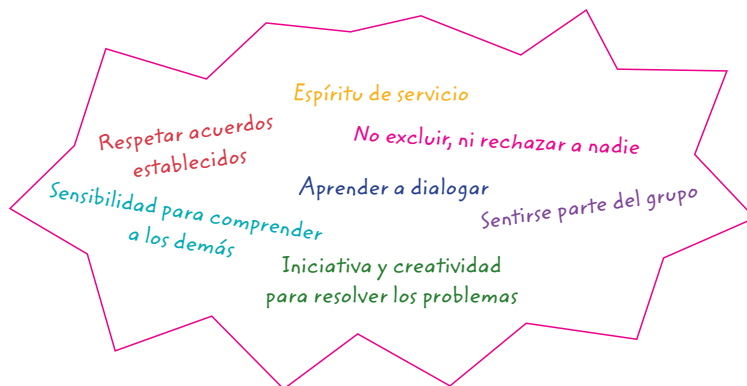 Espíritu de servicio
Respetar acuerdos
establecidos
No excluir, ni rechazar a nadie
Aprender a dialogar
Sensibilidad para comprender
a los demás
Sentirse parte del grupo
Iniciativa y creatividad
para resolver los problemas